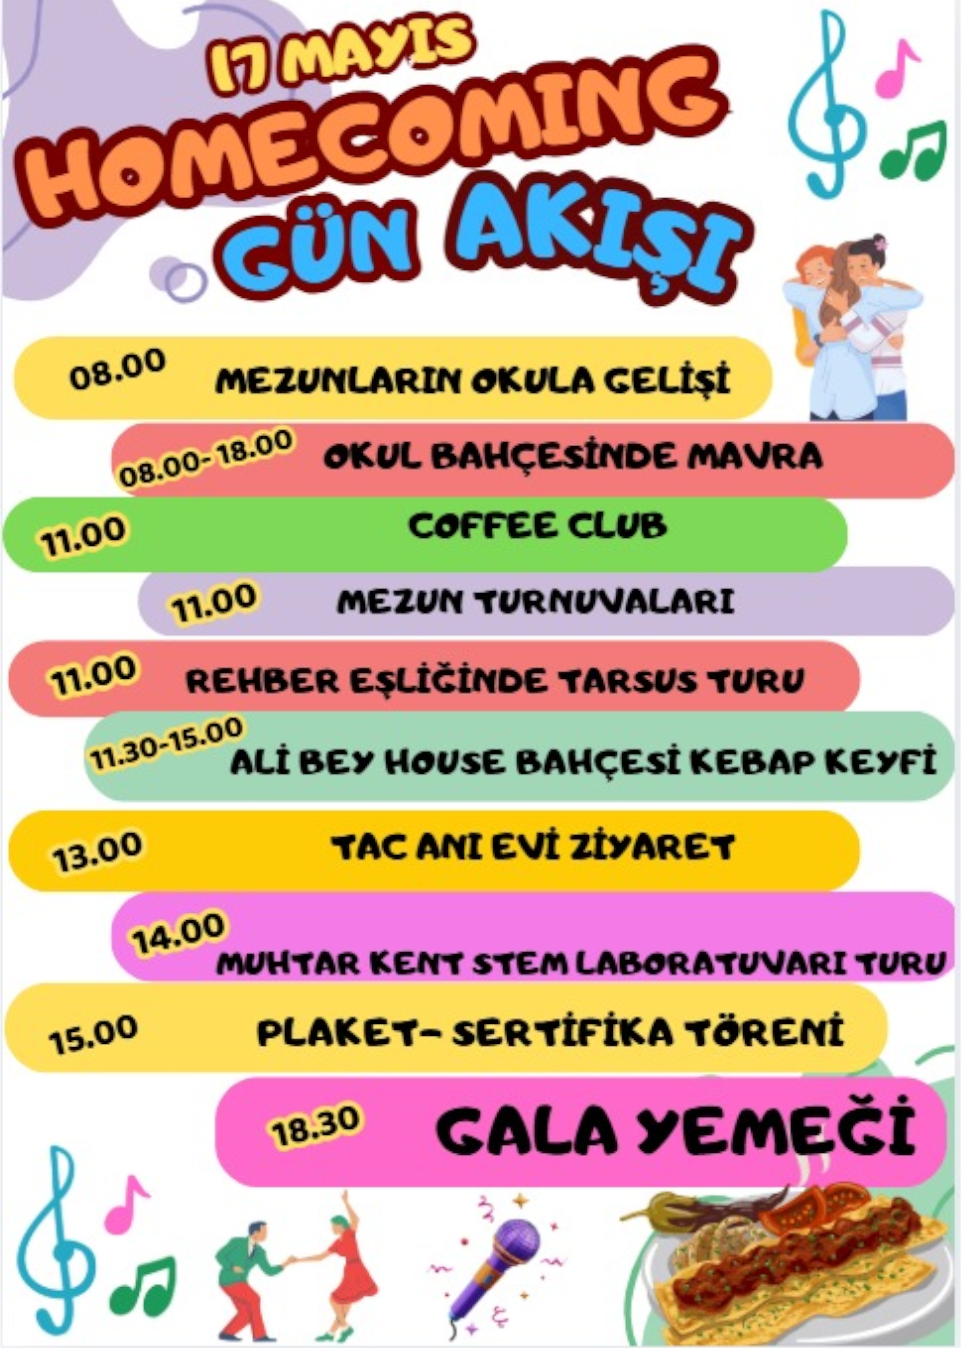 17 MAYIS
HOMECOMING
GÜN AKIŞI
08.00 MEZUNLARIN OKULA GELİŞİ
08.00-18.00 OKUL BAHÇESİNDE MAVRA
11.00 COFFEE CLUB
11.00 MEZUN TURNUVALARI
11.00 REHBER EŞLİĞİNDE TARSUS TURU
11.30-15.00 ALİ BEY HOUSE BAHÇESİ KEBAP KEYFİ
13.00 TAC ANI EVİ ZİYARET
14.00 MUHTAR KENT STEM LABORATUVARI TURU
15.00 PLAKET- SERTİFİKA TÖRENİ
18.30 GALA YEMEĞİ